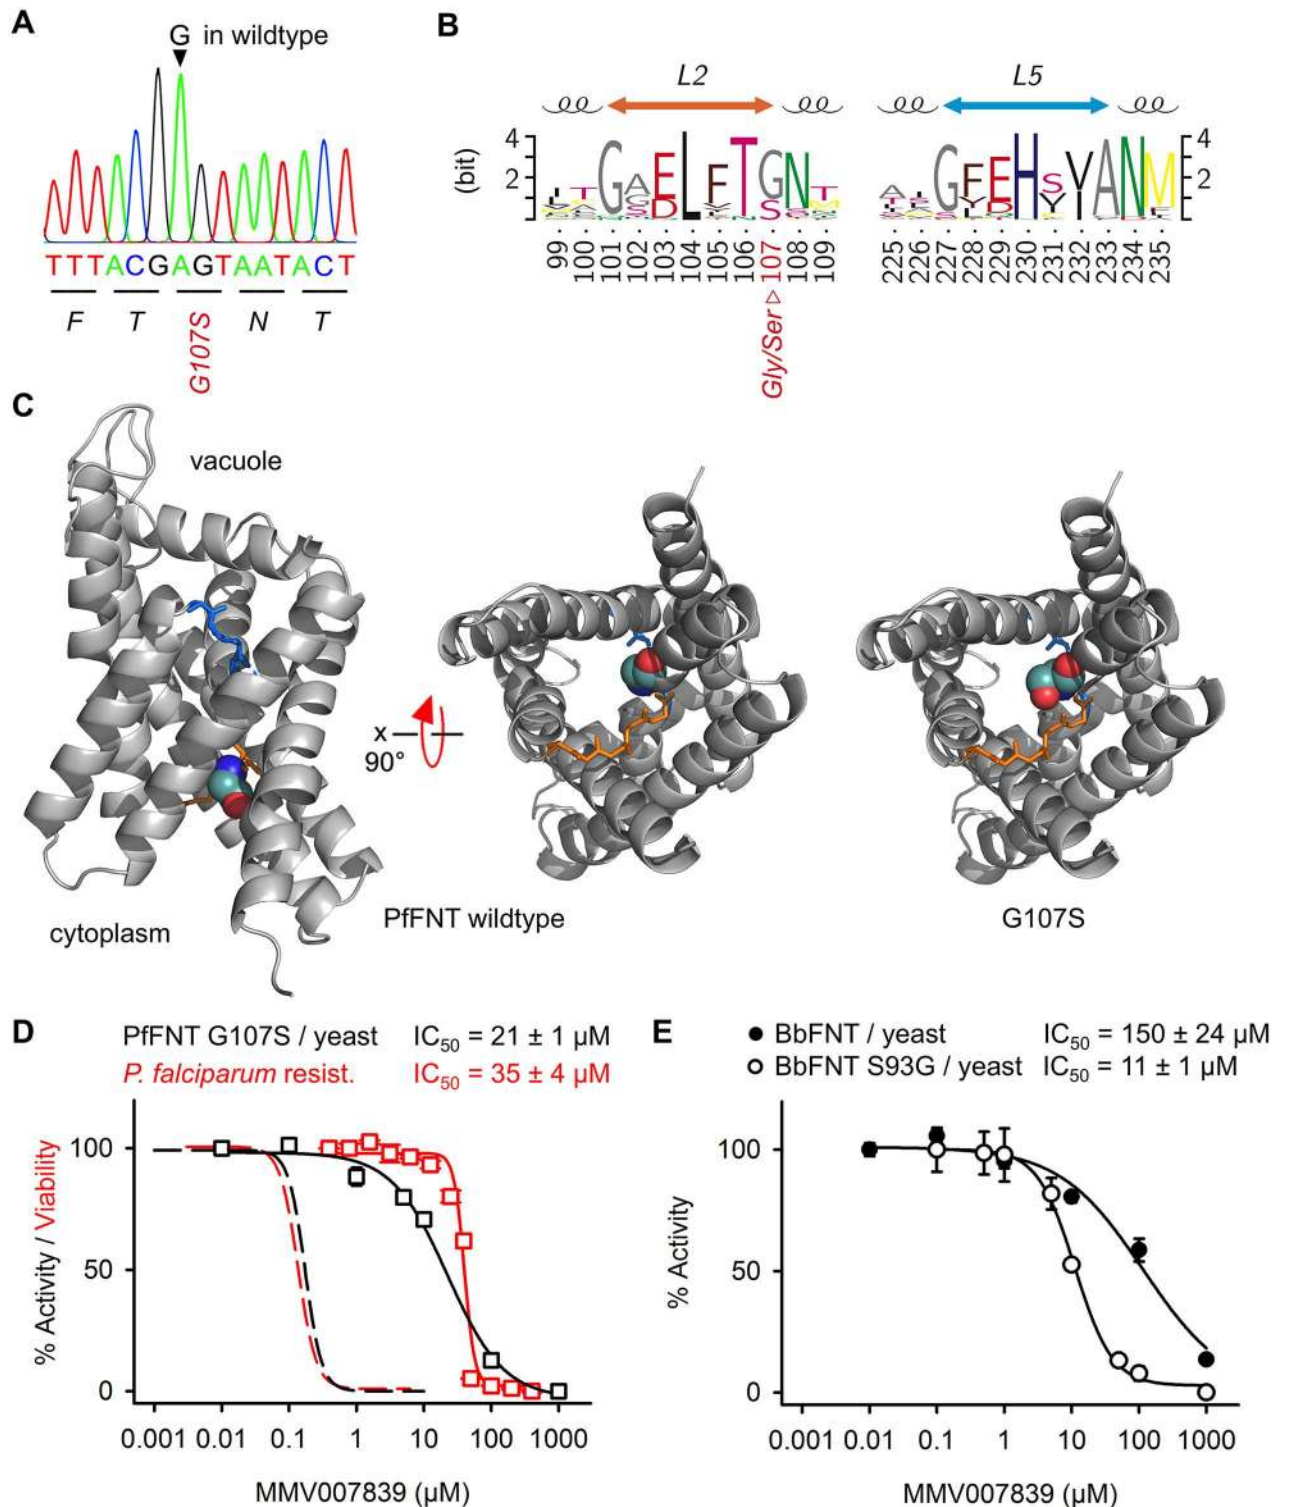 A
G in wildtype
TTTACGAGTAATACT
F T G107S N T
B
L2 L5
(bit)
4
2
4
2
99 100 101 102 103 104 105 106 107 108 109
225 226 227 228 229 230 231 232 233 234 235
Gly/Ser ▷
C
vacuole
x
90°
cytoplasm
PfFNT wildtype
G107S
D
PfFNT G107S / yeast IC50 = 21 ± 1 µM
P. falciparum resist. IC50 = 35 ± 4 µM
% Activity / Viability
100
50
0
0.001 0.01 0.1 1 10 100 1000
MMV007839 (µM)
E
BbFNT / yeast IC50 = 150 ± 24 µM
BbFNT S93G / yeast IC50 = 11 ± 1 µM
% Activity
100
50
0
0.001 0.01 0.1 1 10 100 1000
MMV007839 (µM)